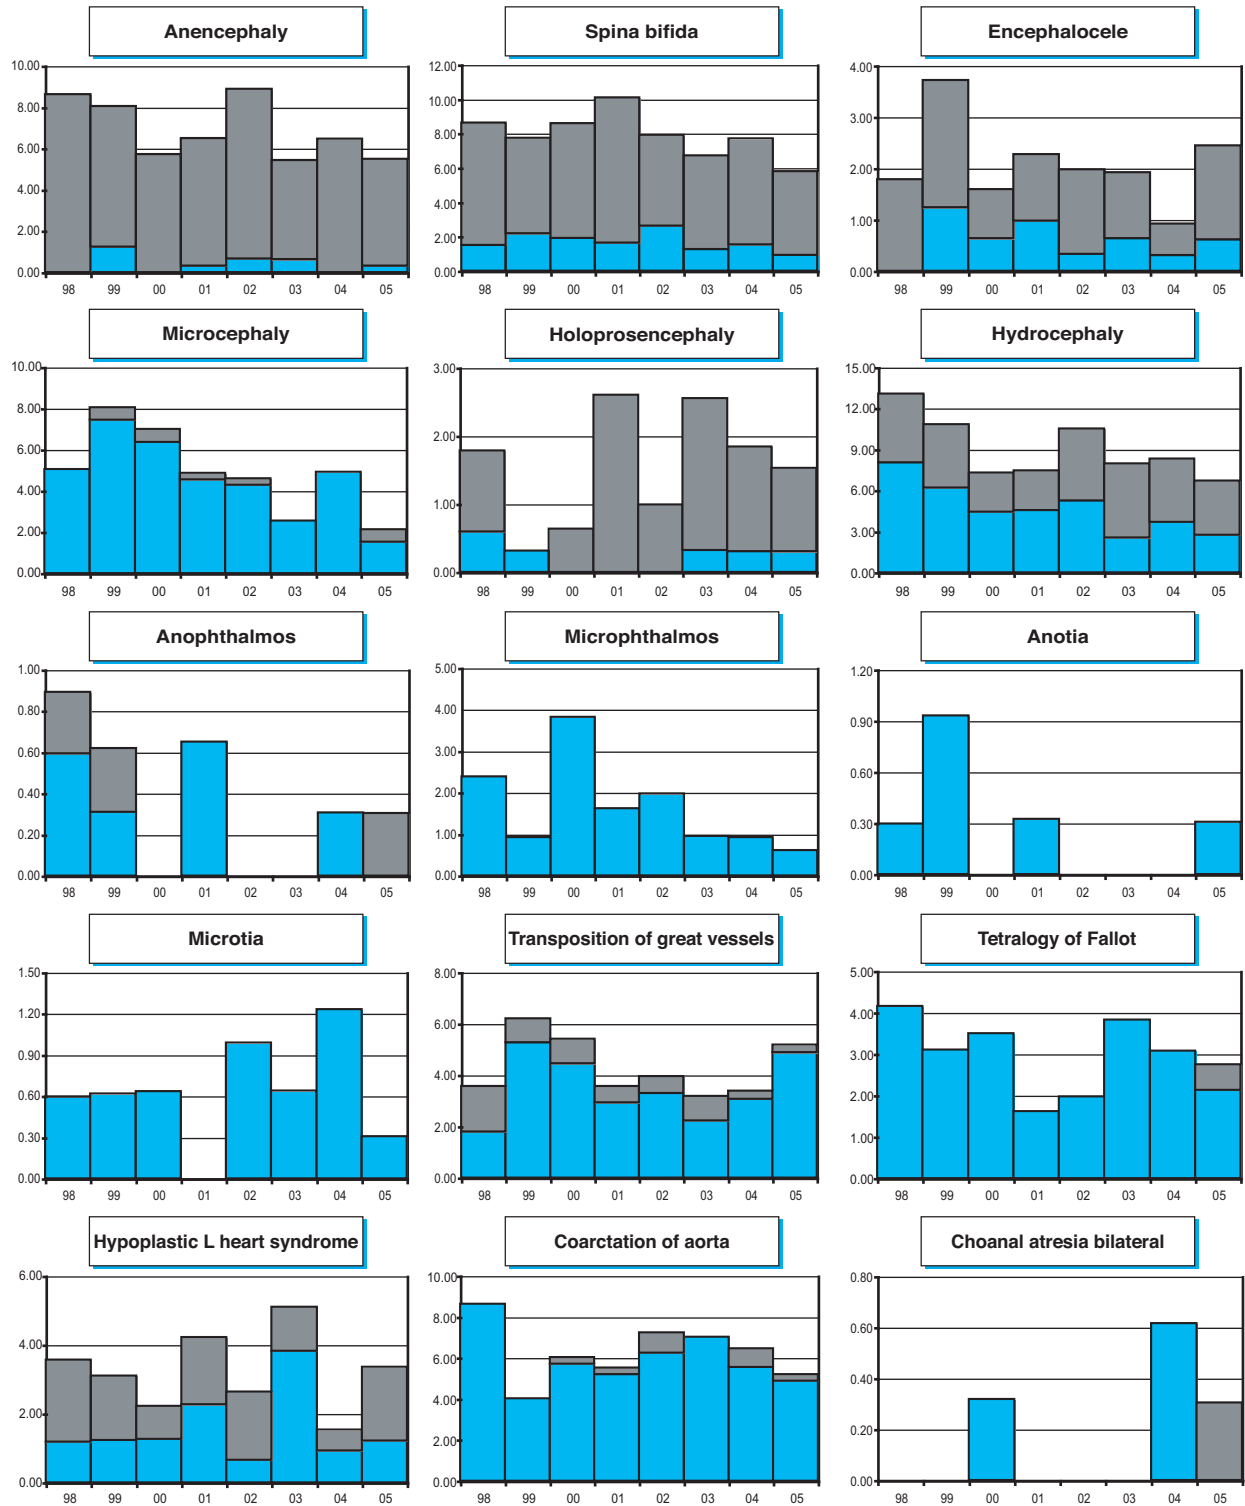 Anencephaly
10.00
8.00
6.00
4.00
2.00
0.00
98 99 00 01 02 03 04 05
Spina bifida
12.00
10.00
8.00
6.00
4.00
2.00
0.00
98 99 00 01 02 03 04 05
Encephalocele
4.00
3.00
2.00
1.00
0.00
98 99 00 01 02 03 04 05
Microcephaly
10.00
8.00
6.00
4.00
2.00
0.00
98 99 00 01 02 03 04 05
Holoprosencephaly
3.00
2.00
1.00
0.00
98 99 00 01 02 03 04 05
Hydrocephaly
15.00
12.00
9.00
6.00
3.00
0.00
98 99 00 01 02 03 04 05
Anophthalmos
1.00
0.80
0.60
0.40
0.20
0.00
98 99 00 01 02 03 04 05
Microphthalmos
5.00
4.00
3.00
2.00
1.00
0.00
98 99 00 01 02 03 04 05
Anotia
1.20
0.90
0.60
0.30
0.00
98 99 00 01 02 03 04 05
Microtia
1.50
1.20
0.90
0.60
0.30
0.00
98 99 00 01 02 03 04 05
Transposition of great vessels
8.00
6.00
4.00
2.00
0.00
98 99 00 01 02 03 04 05
Tetralogy of Fallot
5.00
4.00
3.00
2.00
1.00
0.00
98 99 00 01 02 03 04 05
Hypoplastic L heart syndrome
6.00
4.00
2.00
0.00
98 99 00 01 02 03 04 05
Coarctation of aorta
10.00
8.00
6.00
4.00
2.00
0.00
98 99 00 01 02 03 04 05
Choanal atresia bilateral
0.80
0.60
0.40
0.20
0.00
98 99 00 01 02 03 04 05